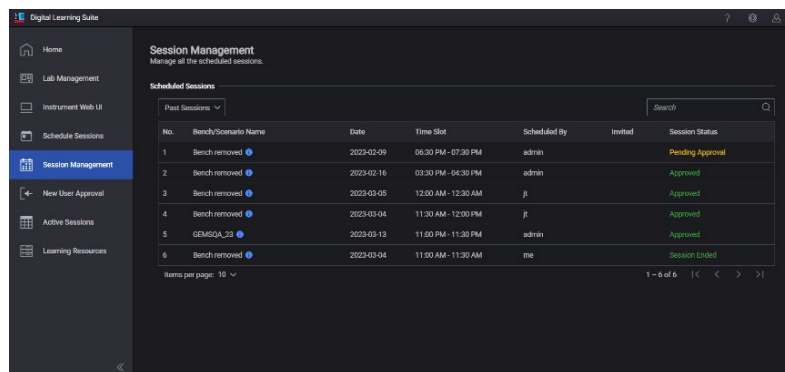 Digital Learning Suite
?
Home
Lab Management
Instrument Web UI
Schedule Sessions
Session Management
New User Approval
Active Sessions
Learning Resources
Session Management
Manage all the scheduled sessions.
Scheduled Sessions
Past Sessions
Search
No. Bench/Scenario Name Date Time Slot Scheduled By Invited Session Status
1 Bench removed 2023-02-09 06:30 PM - 07:30 PM admin Pending Approval
2 Bench removed 2023-02-16 03:30 PM - 04:30 PM admin Approved
3 Bench removed 2023-03-05 12:00 AM - 12:30 AM jt Approved
4 Bench removed 2023-03-04 11:30 AM - 12:00 PM jt Approved
5 GEMSQA_23 2023-03-13 11:00 PM - 11:30 PM admin Approved
6 Bench removed 2023-03-04 11:00 AM - 11:30 AM me Session Ended
Items per page: 10
1 – 6 of 6